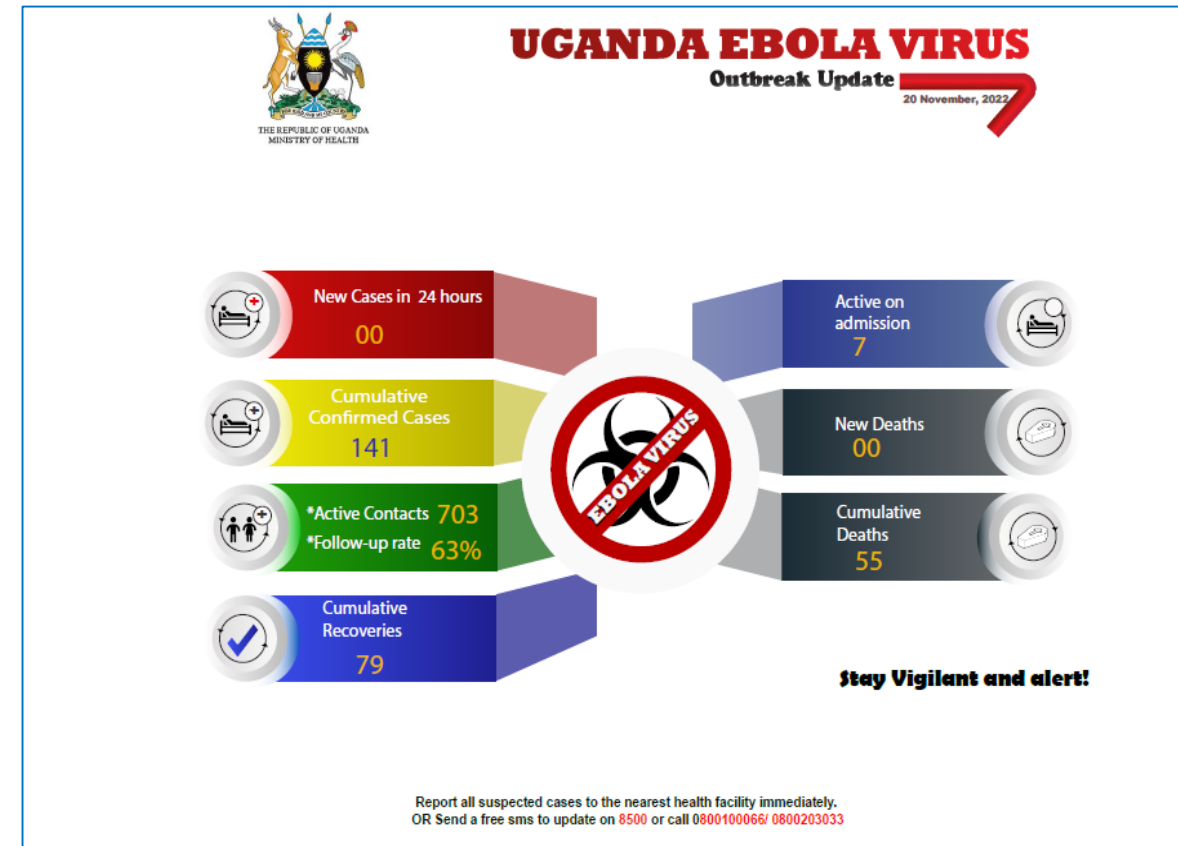 THE REPUBLIC OF UGANDA
MINISTRY OF HEALTH
UGANDA EBOLA VIRUS
Outbreak Update
20 November, 2022
New Cases in 24 hours
00
Cumulative
Confirmed Cases
141
*Active Contacts 703
*Follow-up rate 63%
Cumulative
Recoveries
79
EBOLA VIRUS
Active on
admission
7
New Deaths
00
Cumulative
Deaths
55
Stay Vigilant and alert!
Report all suspected cases to the nearest health facility immediately.
OR Send a free sms to update on 8500 or call 0800100066/ 0800203033